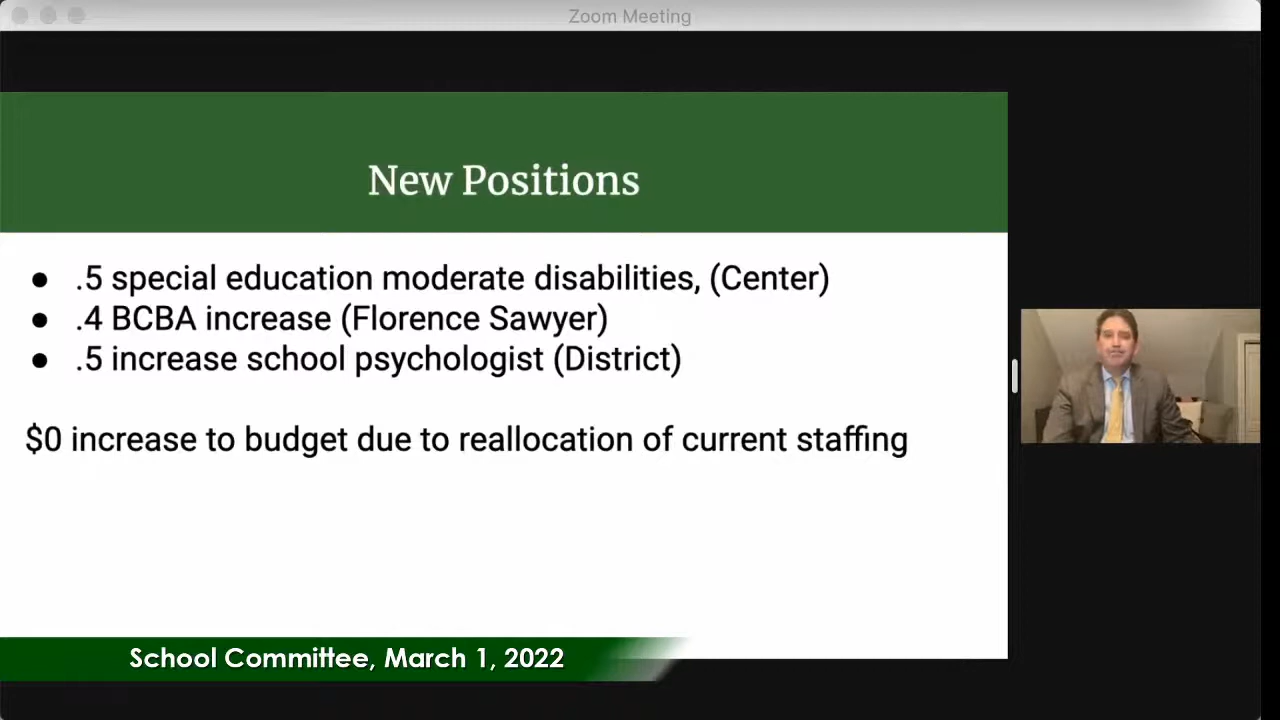 Zoom Meeting
New Positions
● .5 special education moderate disabilities, (Center)
● .4 BCBA increase (Florence Sawyer)
● .5 increase school psychologist (District)
$0 increase to budget due to reallocation of current staffing
School Committee, March 1, 2022